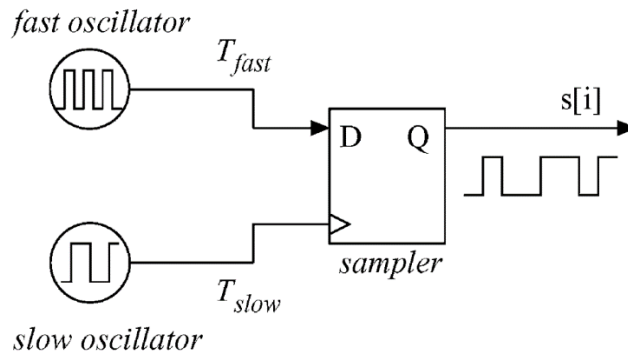 fast oscillator
T_fast
s[i]
D Q
sampler
T_slow
slow oscillator